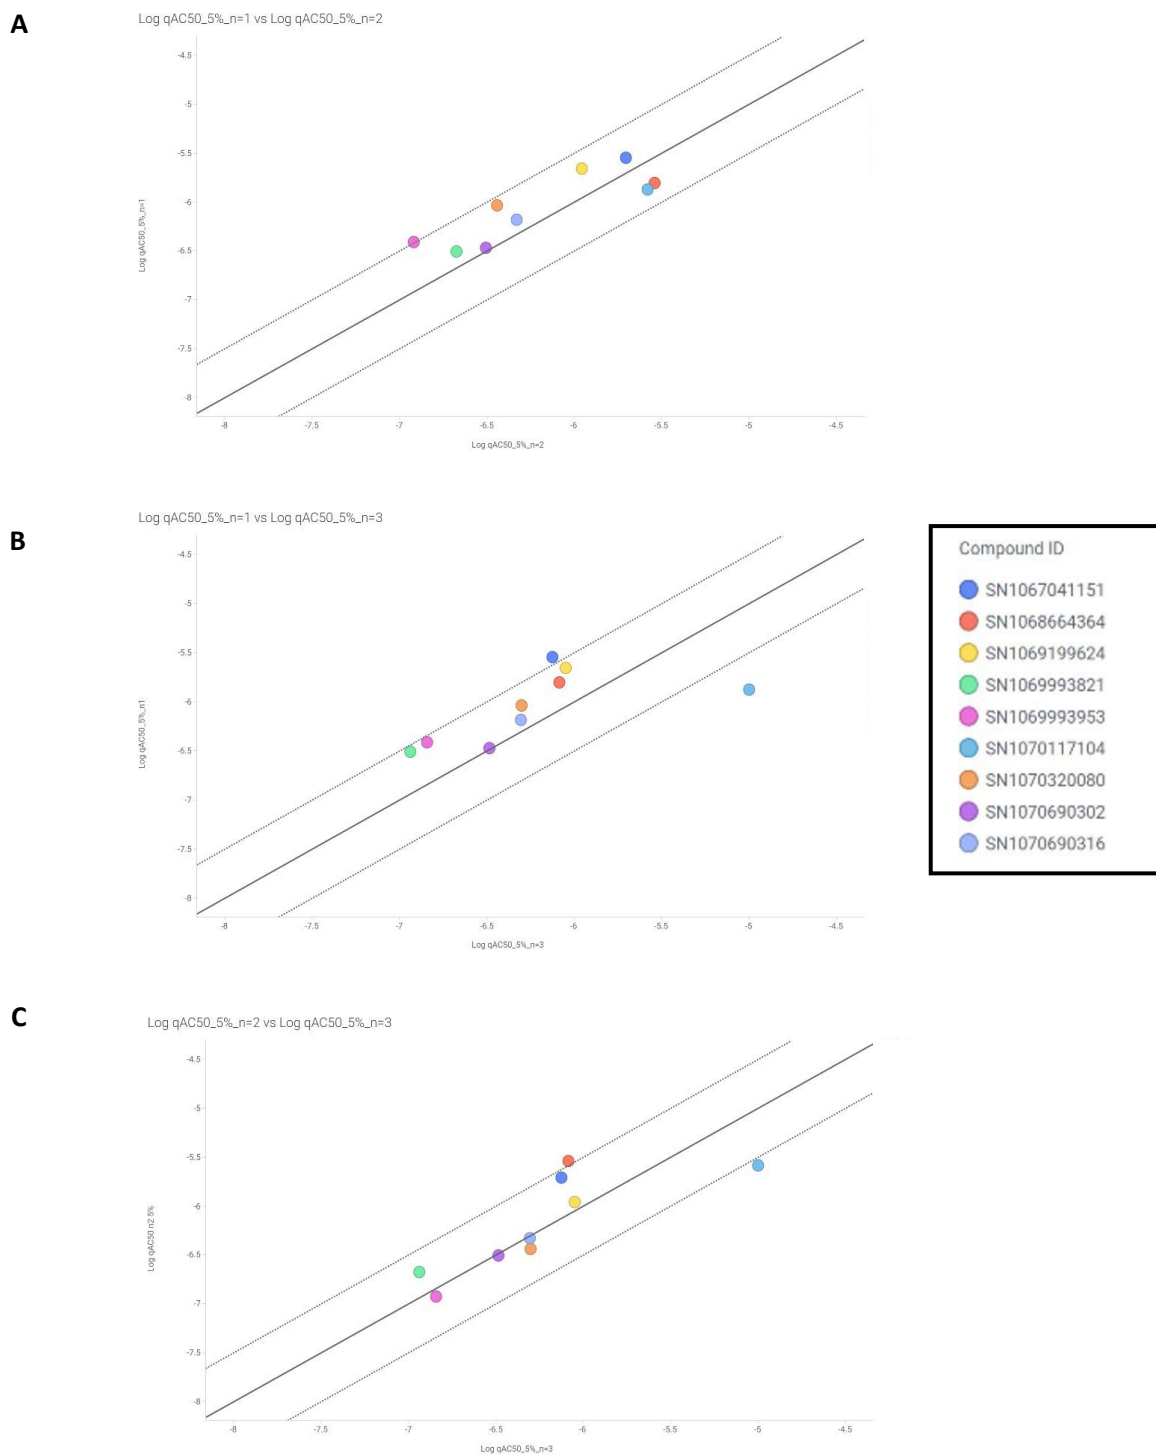 A
Log qAC50_5%_n=1 vs Log qAC50_5%_n=2
-4.5
-5
-5.5
-6
-6.5
-7
-7.5
-8
Log qAC50_5%_n=1
-8 -7.5 -7 -6.5 -6 -5.5 -5 -4.5
Log qAC50_5%_n=2
B
Log qAC50_5%_n=1 vs Log qAC50_5%_n=3
-4.5
-5
-5.5
-6
-6.5
-7
-7.5
-8
Log qAC50_5%_n1
-8 -7.5 -7 -6.5 -6 -5.5 -5 -4.5
Log qAC50_5%_n=3
Compound ID
SN1067041151
SN1068664364
SN1069199624
SN1069993821
SN1069993953
SN1070117104
SN1070320080
SN1070690302
SN1070690316
C
Log qAC50_5%_n=2 vs Log qAC50_5%_n=3
-4.5
-5
-5.5
-6
-6.5
-7
-7.5
-8
Log qAC50 n2 5%
-8 -7.5 -7 -6.5 -6 -5.5 -5 -4.5
Log qAC50_5%_n=3